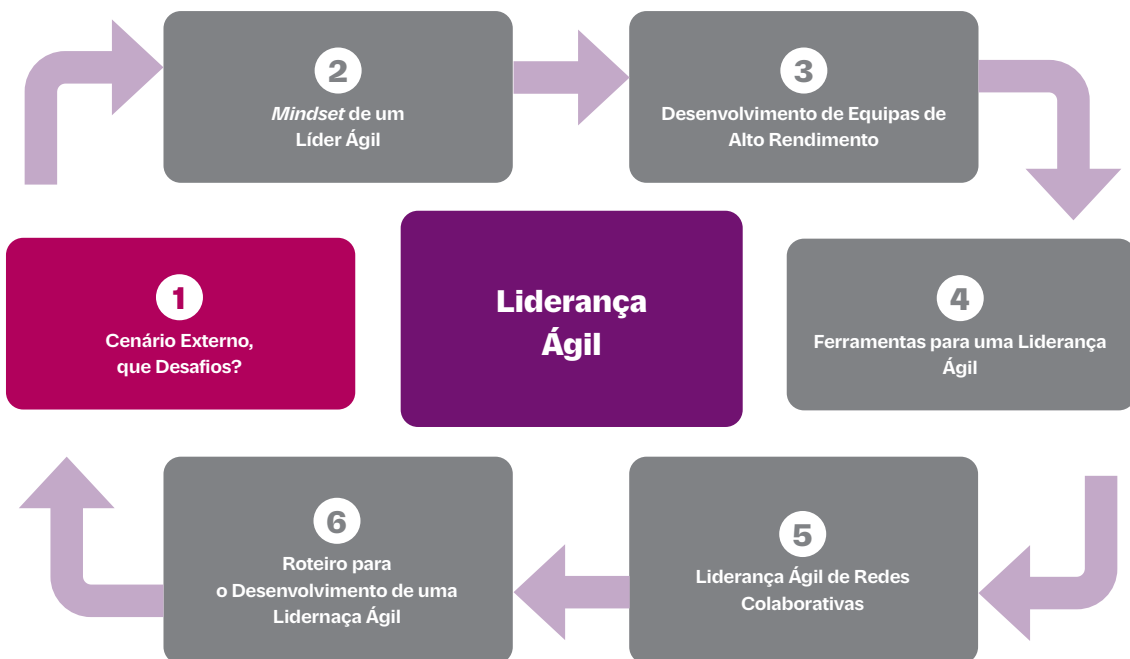 2
Mindset de um
Líder Ágil
3
Desenvolvimento de Equipas de
Alto Rendimento
1
Cenário Externo,
que Desafios?
Liderança
Ágil
4
Ferramentas para uma Liderança
Ágil
6
Roteiro para
o Desenvolvimento de uma
Lidernaça Ágil
5
Liderança Ágil de Redes
Colaborativas